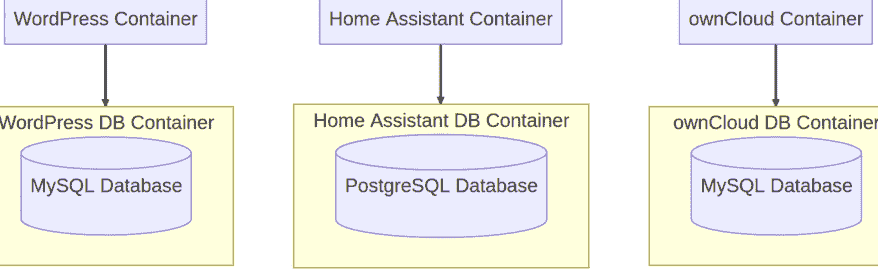 WordPress Container
Home Assistant Container
ownCloud Container
WordPress DB Container
Home Assistant DB Container
ownCloud DB Container
MySQL Database
PostgreSQL Database
MySQL Database